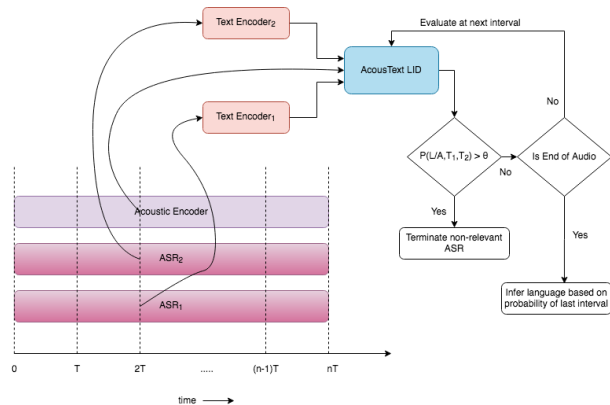 Text Encoder2
Evaluate at next interval
AcousText LID
Text Encoder1
No
P(L/A,T1,T2) > θ
No
Is End of Audio
Acoustic Encoder
Yes
Yes
Terminate non-relevant
ASR
ASR2
Infer language based on
probability of last interval
ASR1
0 T 2T ..... (n-1)T nT
time